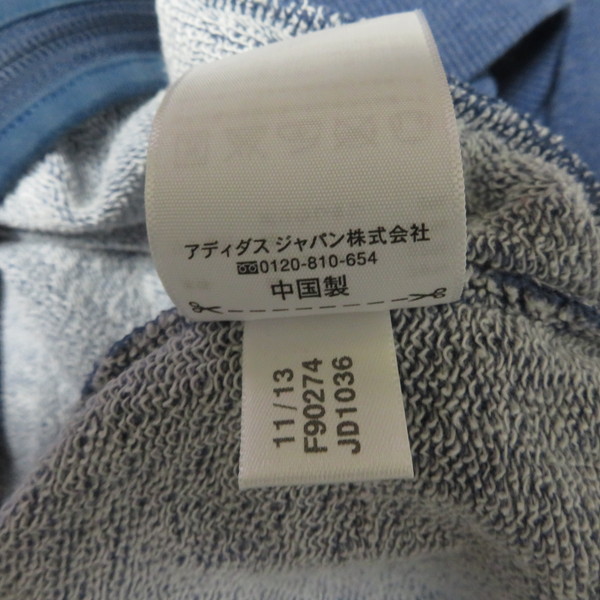 アディダス ジャパン株式会社
0120-810-654
中国製
11/13
F90274
JD1036